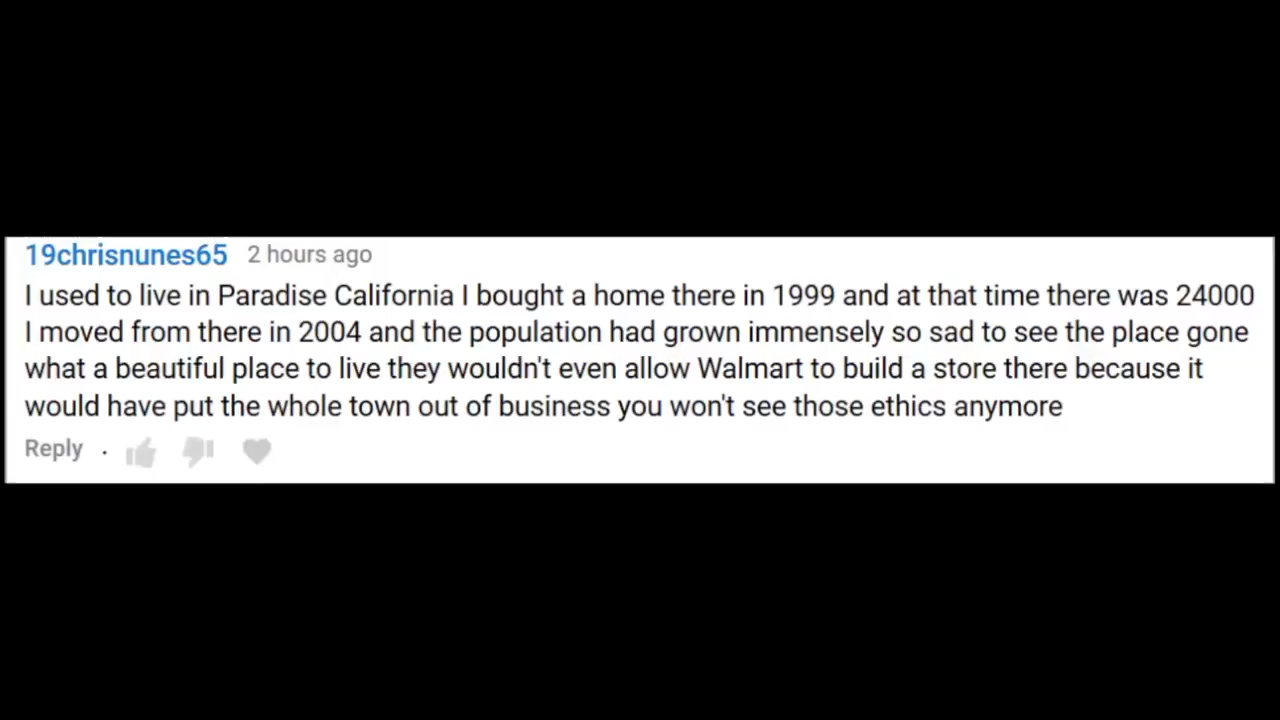 19chrisnunes65 2 hours ago
I used to live in Paradise California I bought a home there in 1999 and at that time there was 24000
I moved from there in 2004 and the population had grown immensely so sad to see the place gone
what a beautiful place to live they wouldn't even allow Walmart to build a store there because it
would have put the whole town out of business you won't see those ethics anymore
Reply ·